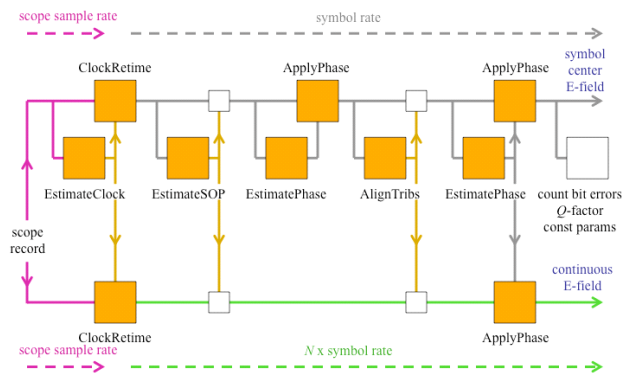 scope sample rate
symbol rate
ClockRetime
ApplyPhase
ApplyPhase
symbol
center
E-field
EstimateClock
EstimateSOP
EstimatePhase
AlignTribs
EstimatePhase
count bit errors
Q-factor
const params
scope
record
continuous
E-field
ClockRetime
ApplyPhase
scope sample rate
N x symbol rate